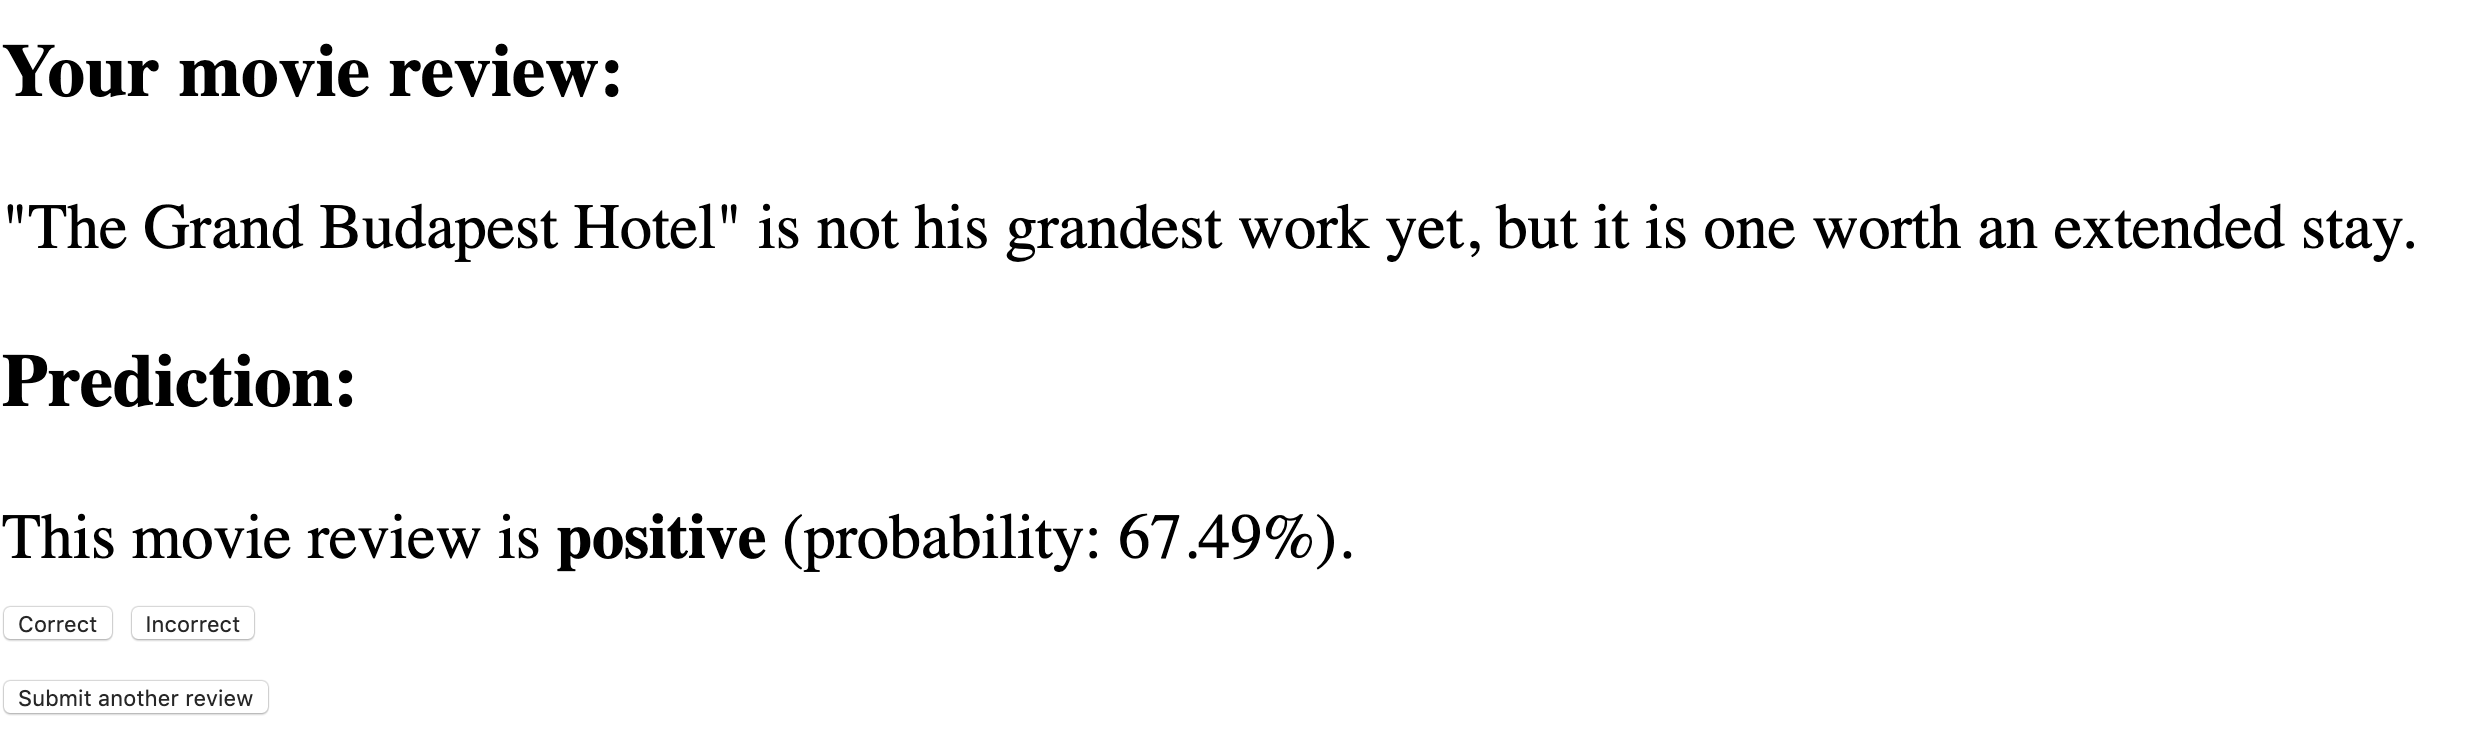 Your movie review:
"The Grand Budapest Hotel" is not his grandest work yet, but it is one worth an extended stay.
Prediction:
This movie review is positive (probability: 67.49%).
Correct Incorrect
Submit another review